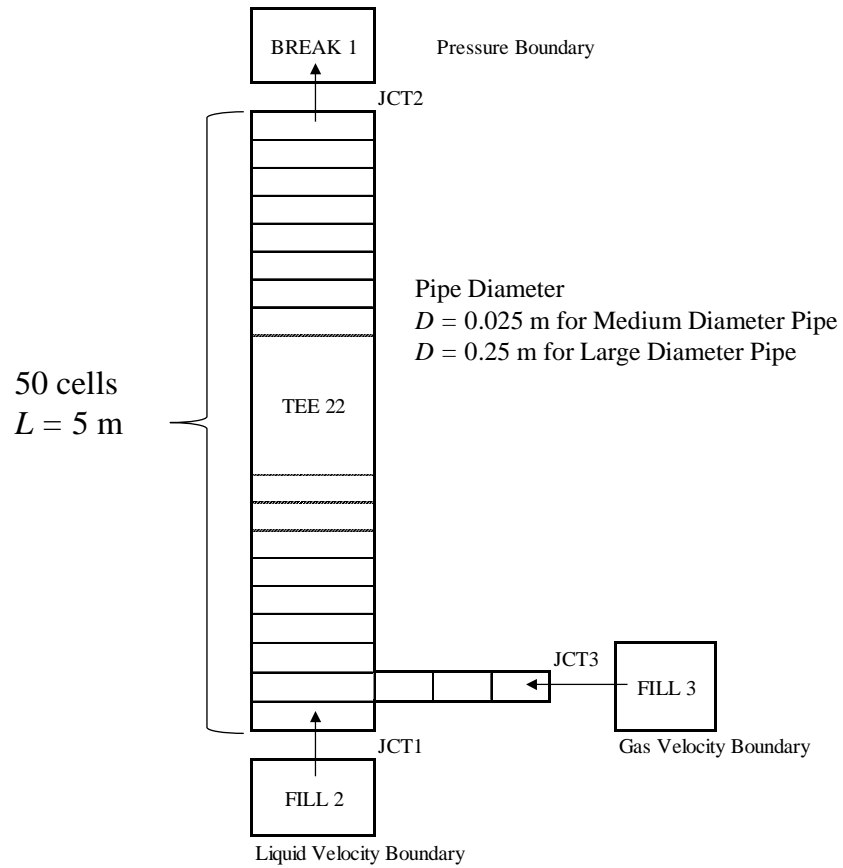 BREAK 1
Pressure Boundary
JCT2
Pipe Diameter
D = 0.025 m for Medium Diameter Pipe
D = 0.25 m for Large Diameter Pipe
50 cells
L = 5 m
TEE 22
JCT3
FILL 3
JCT1
Gas Velocity Boundary
FILL 2
Liquid Velocity Boundary